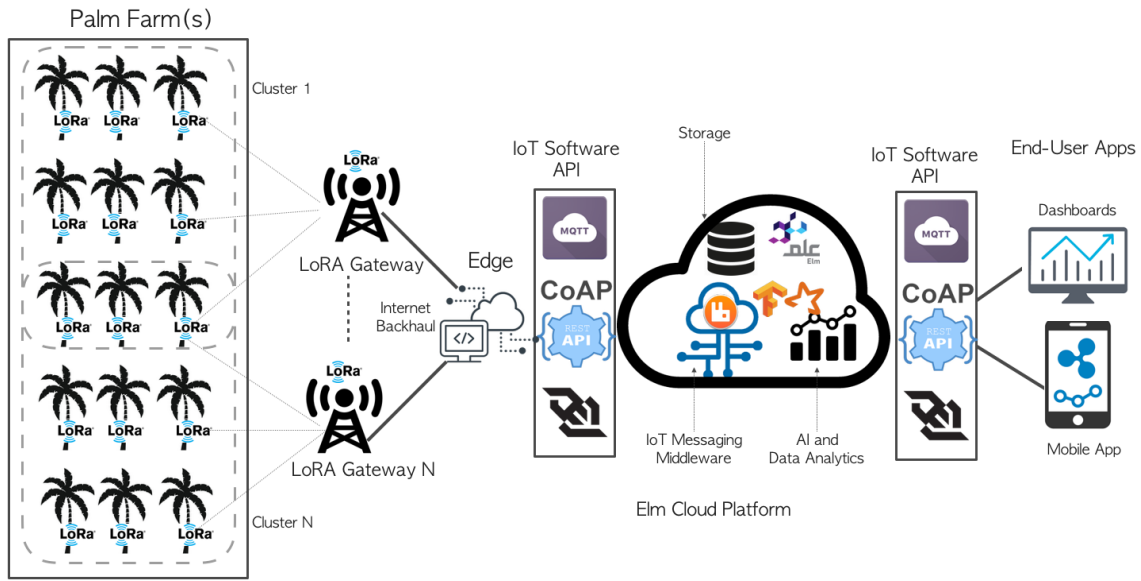 Palm Farm(s)
LoRa LoRa LoRa
LoRa LoRa LoRa
LoRa LoRa LoRa
LoRa LoRa LoRa
LoRa LoRa LoRa
Cluster 1
Cluster N
LoRa
LoRA Gateway
LoRa
LoRA Gateway N
Edge
Internet
Backhaul
</>
IoT Software
API
MQTT
CoAP
REST
API
Storage
علم
Elm
IoT Messaging
Middleware
AI and
Data Analytics
Elm Cloud Platform
IoT Software
API
MQTT
CoAP
REST
API
End-User Apps
Dashboards
Mobile App